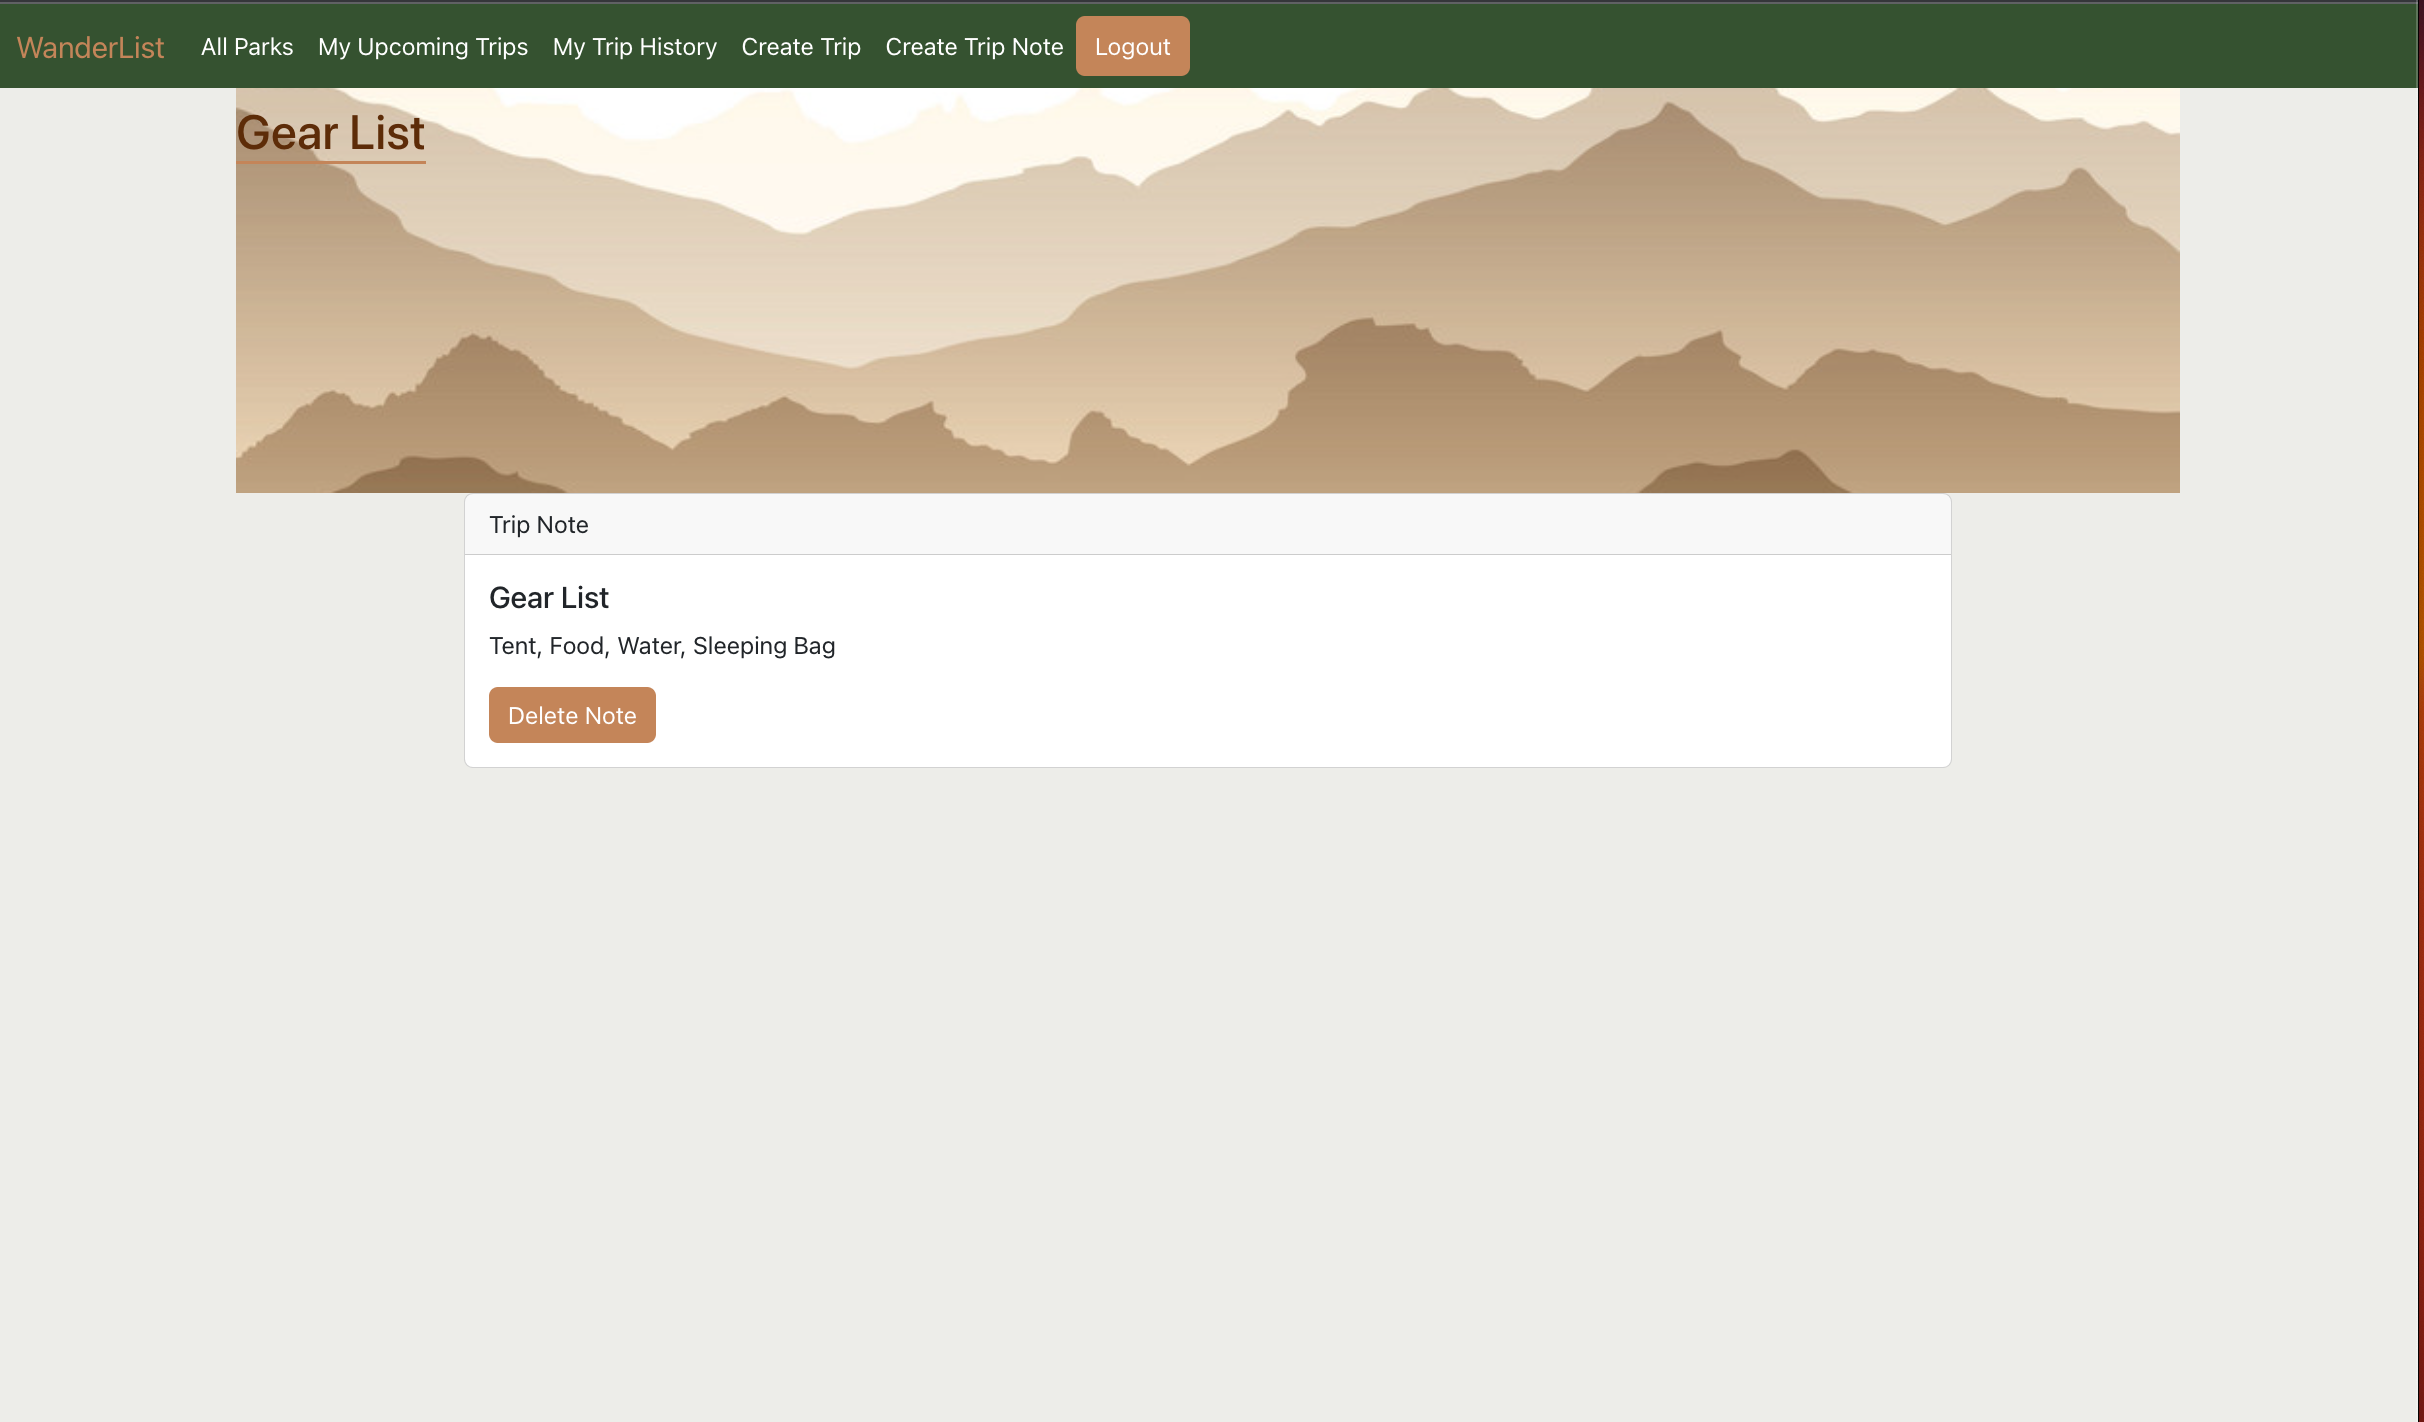 WanderList All Parks My Upcoming Trips My Trip History Create Trip Create Trip Note Logout
Gear List
Trip Note
Gear List
Tent, Food, Water, Sleeping Bag
Delete Note